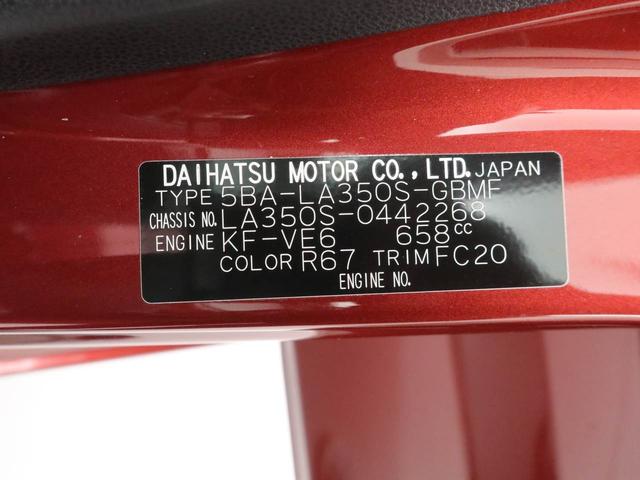 DAIHATSU MOTOR CO., LTD. JAPAN
TYPE 5BA-LA350S-GBMF
CHASSIS NO. LA350S-0442268
ENGINE KF-VE6 658cc
COLOR R67 TRIM FC20
ENGINE NO.